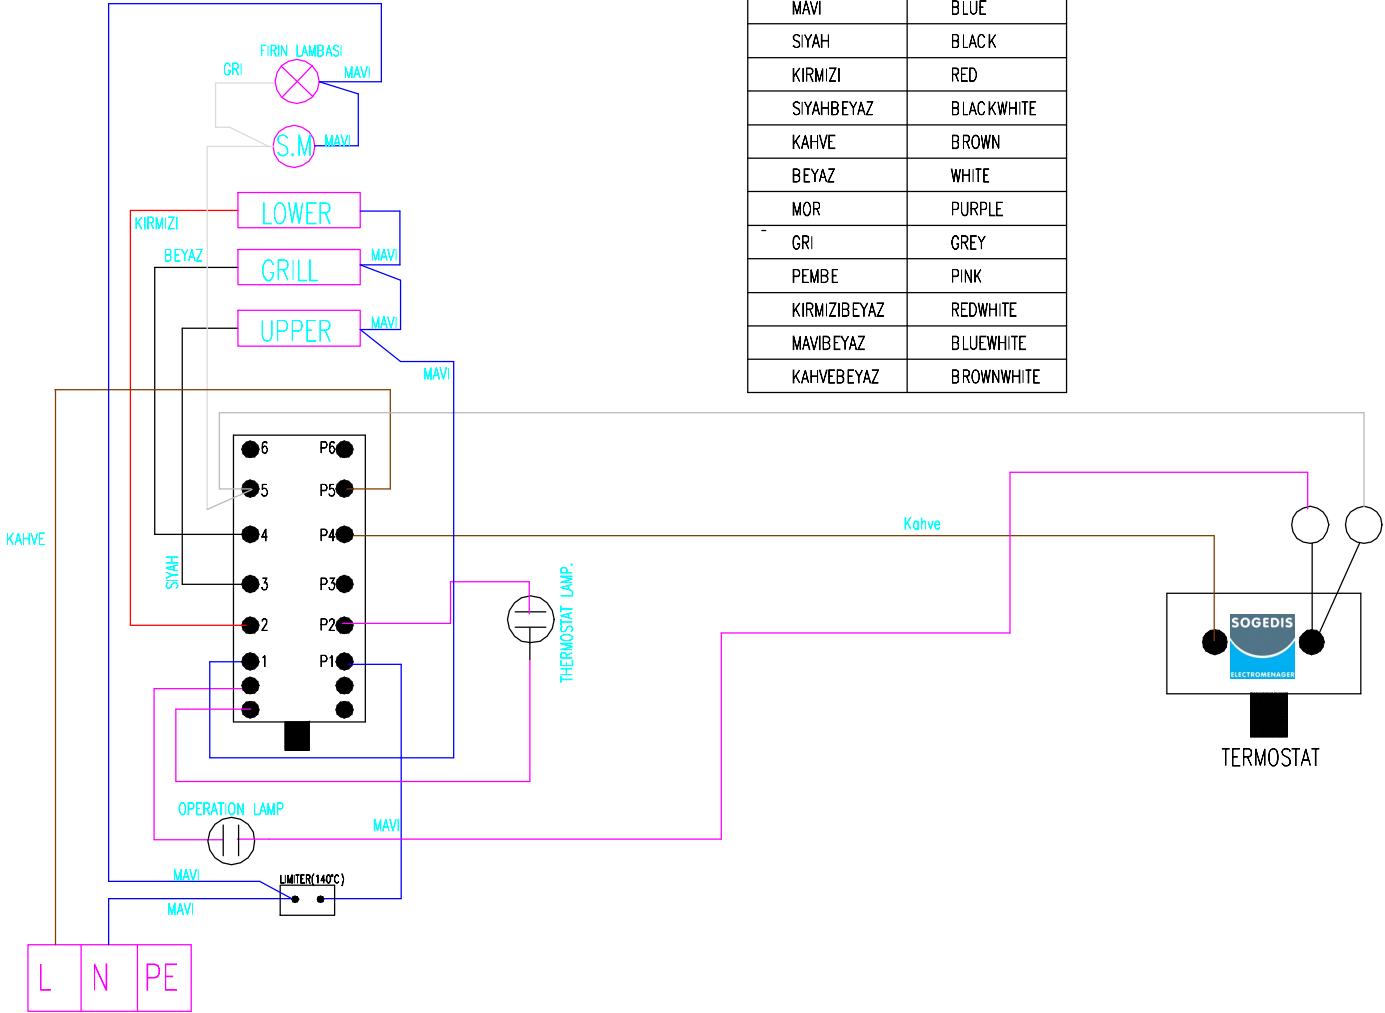 MAVI BLUE
SIYAH BLACK
KIRMIZI RED
SIYAHBEYAZ BLACKWHITE
KAHVE BROWN
BEYAZ WHITE
MOR PURPLE
GRI GREY
PEMBE PINK
KIRMIZIBEYAZ REDWHITE
MAVIBEYAZ BLUEWHITE
KAHVEBEYAZ BROWNWHITE
FIRIN LAMBASI
GRI
MAVI
S.M
MAVI
LOWER
KIRMIZI
BEYAZ
MAVI
GRILL
UPPER
MAVI
MAVI
6 P6
5 P5
4 P4
3 P3
2 P2
1 P1
KAHVE
SIYAH
Kahve
THERMOSTAT LAMP.
SOGEDIS
ELECTROMENAGER
TERMOSTAT
OPERATION LAMP
MAVI
MAVI
LIMITER(140°C)
MAVI
L N PE